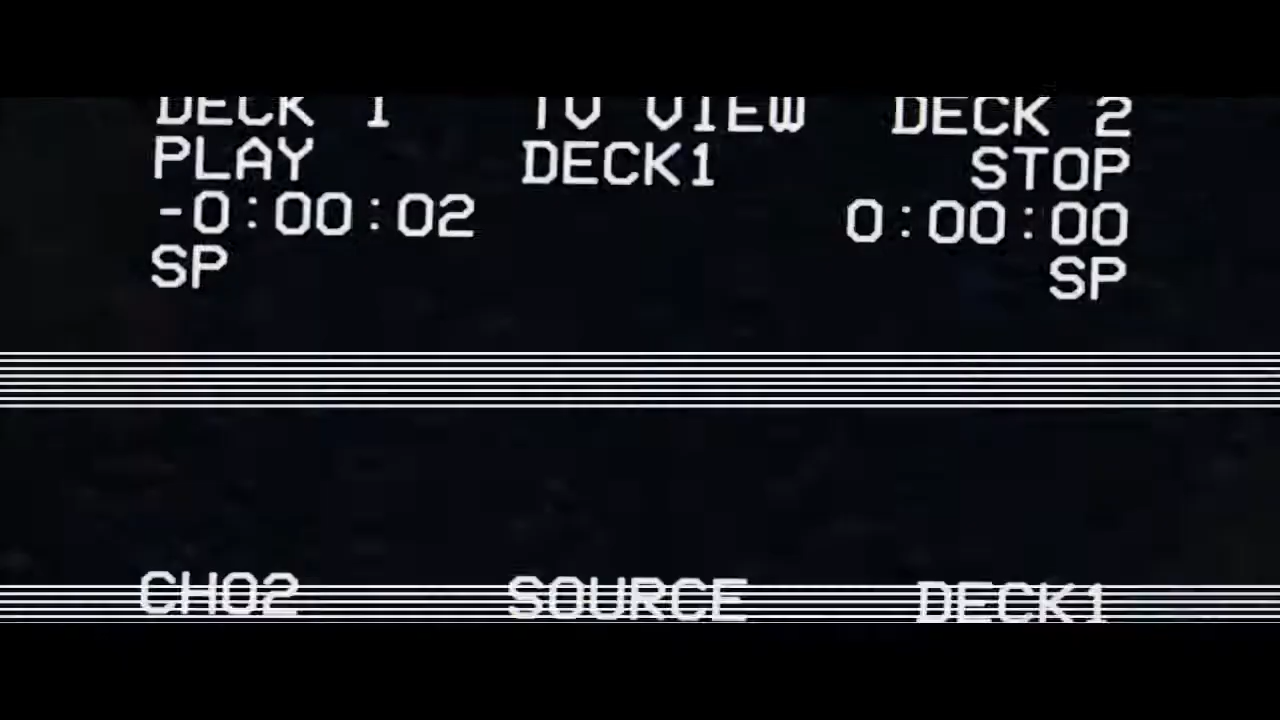 DECK 1 TV VIEW DECK 2
PLAY DECK1 STOP
-0:00:02 0:00:00
SP SP
CH02 SOURCE DECK1